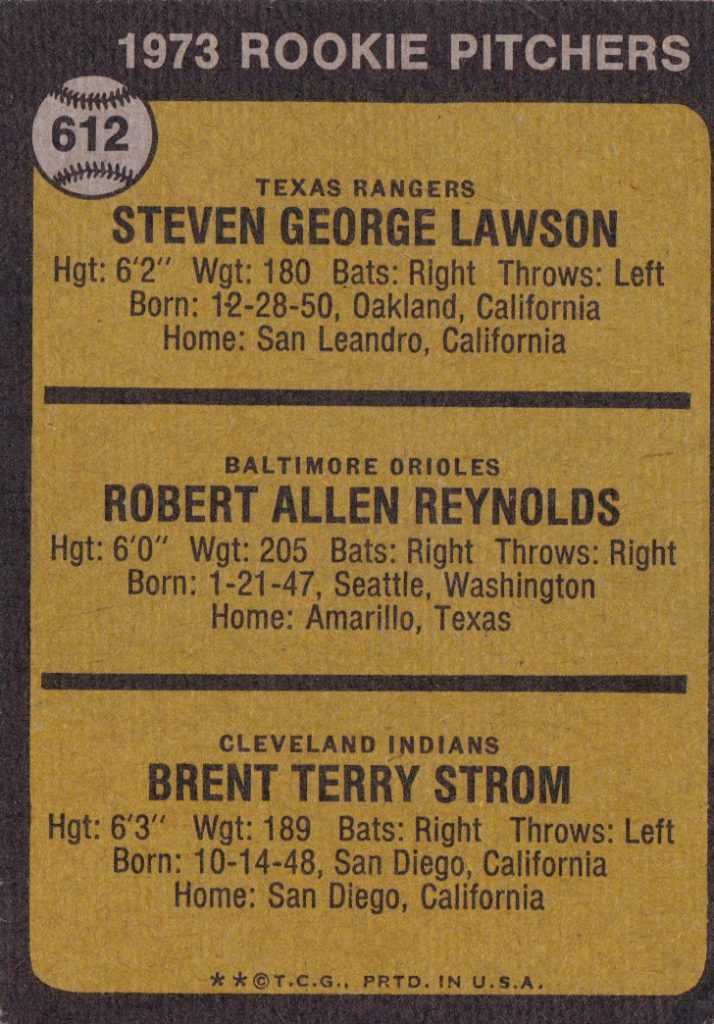 1973 ROOKIE PITCHERS
612
TEXAS RANGERS
STEVEN GEORGE LAWSON
Hgt: 6'2" Wgt: 180 Bats: Right Throws: Left
Born: 12-28-50, Oakland, California
Home: San Leandro, California
BALTIMORE ORIOLES
ROBERT ALLEN REYNOLDS
Hgt: 6'0" Wgt: 205 Bats: Right Throws: Right
Born: 1-21-47, Seattle, Washington
Home: Amarillo, Texas
CLEVELAND INDIANS
BRENT TERRY STROM
Hgt: 6'3" Wgt: 189 Bats: Right Throws: Left
Born: 10-14-48, San Diego, California
Home: San Diego, California
**©T.C.G., PRTD. IN U.S.A.